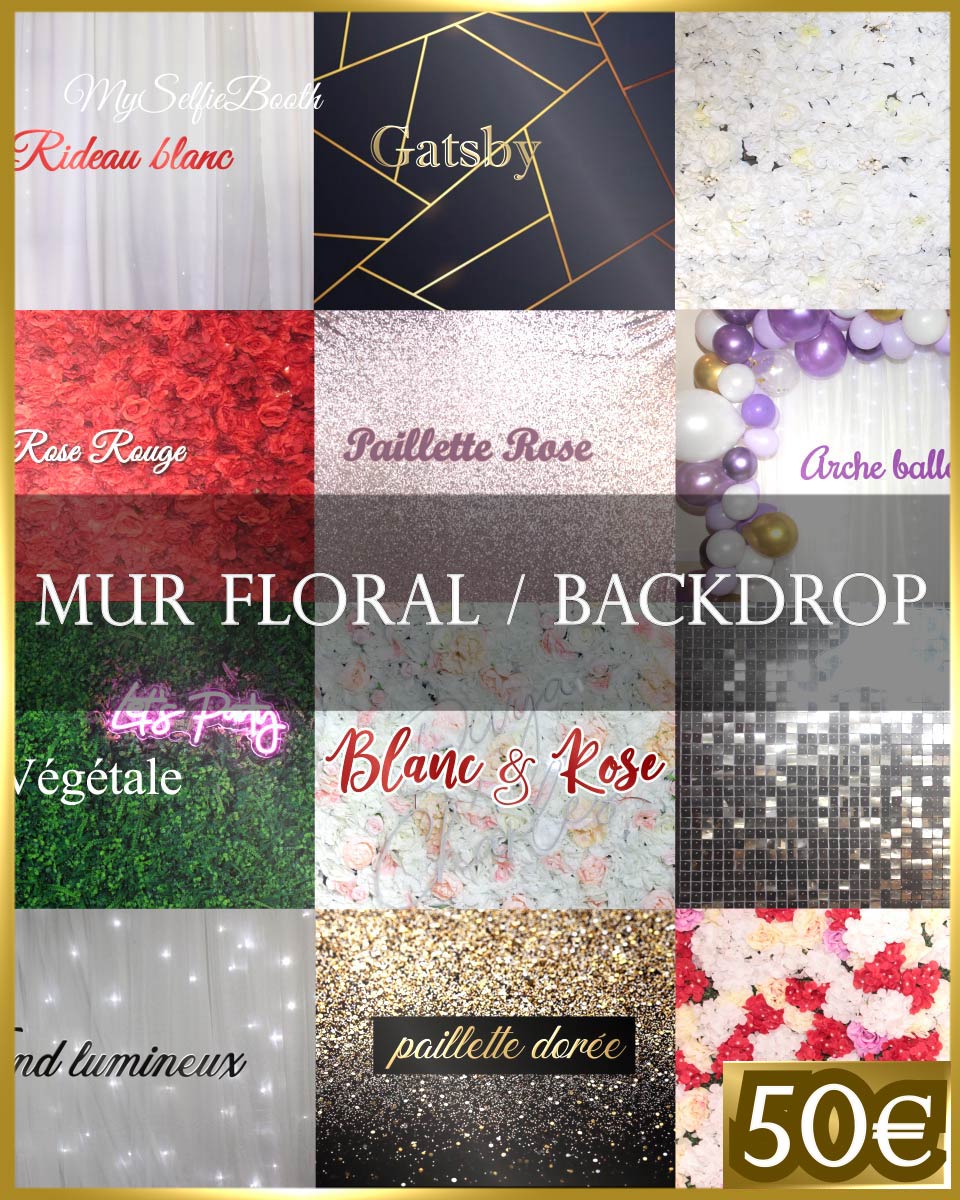 MySelfieBooth
Rideau blanc
Gatsby
Rose Rouge
Paillette Rose
Arche ballo
MUR FLORAL / BACKDROP
Let's Party
Végétale
Blanc & Rose
nd lumineux
paillette dorée
50€